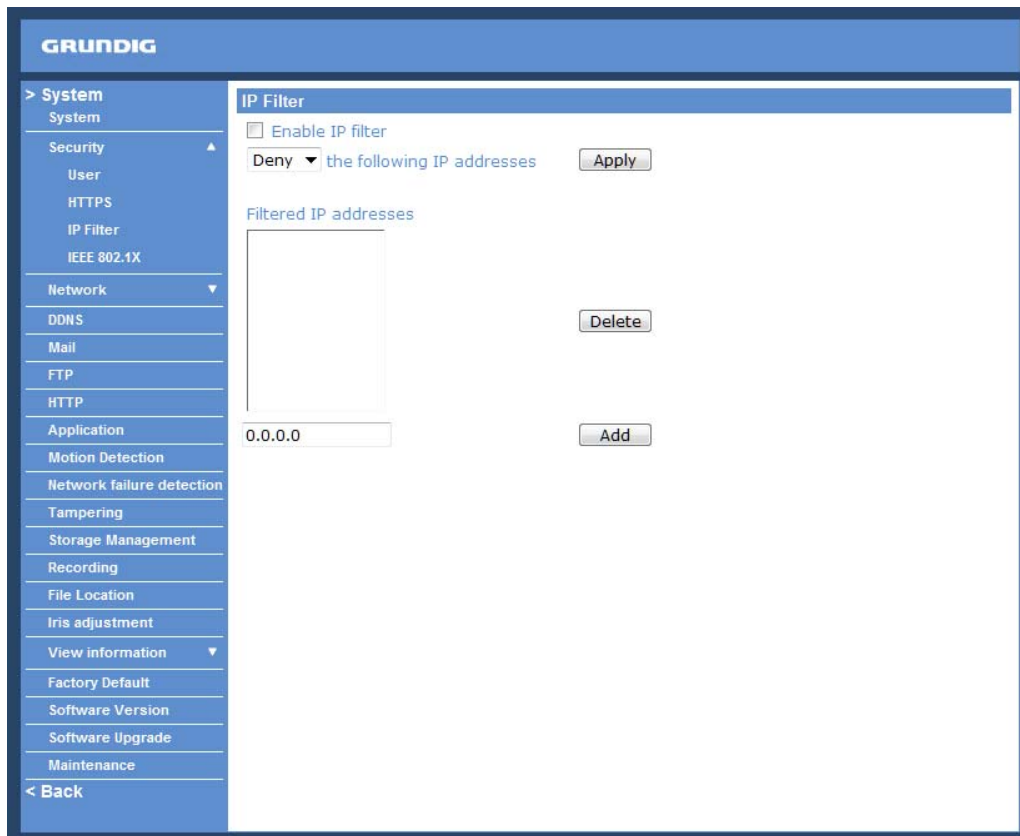 GRUNDIG
> System
System
Security
User
HTTPS
IP Filter
IEEE 802.1X
Network
DDNS
Mail
FTP
HTTP
Application
Motion Detection
Network failure detection
Tampering
Storage Management
Recording
File Location
Iris adjustment
View information
Factory Default
Software Version
Software Upgrade
Maintenance
< Back
IP Filter
Enable IP filter
Deny the following IP addresses Apply
Filtered IP addresses
Delete
0.0.0.0 Add